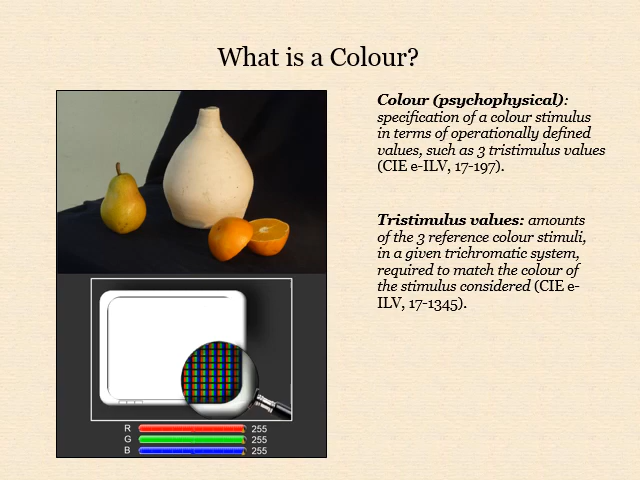 What is a Colour?
Colour (psychophysical):
specification of a colour stimulus
in terms of operationally defined
values, such as 3 tristimulus values
(CIE e-ILV, 17-197).
Tristimulus values: amounts
of the 3 reference colour stimuli,
in a given trichromatic system,
required to match the colour of
the stimulus considered (CIE e-
ILV, 17-1345).
R 255
G 255
B 255